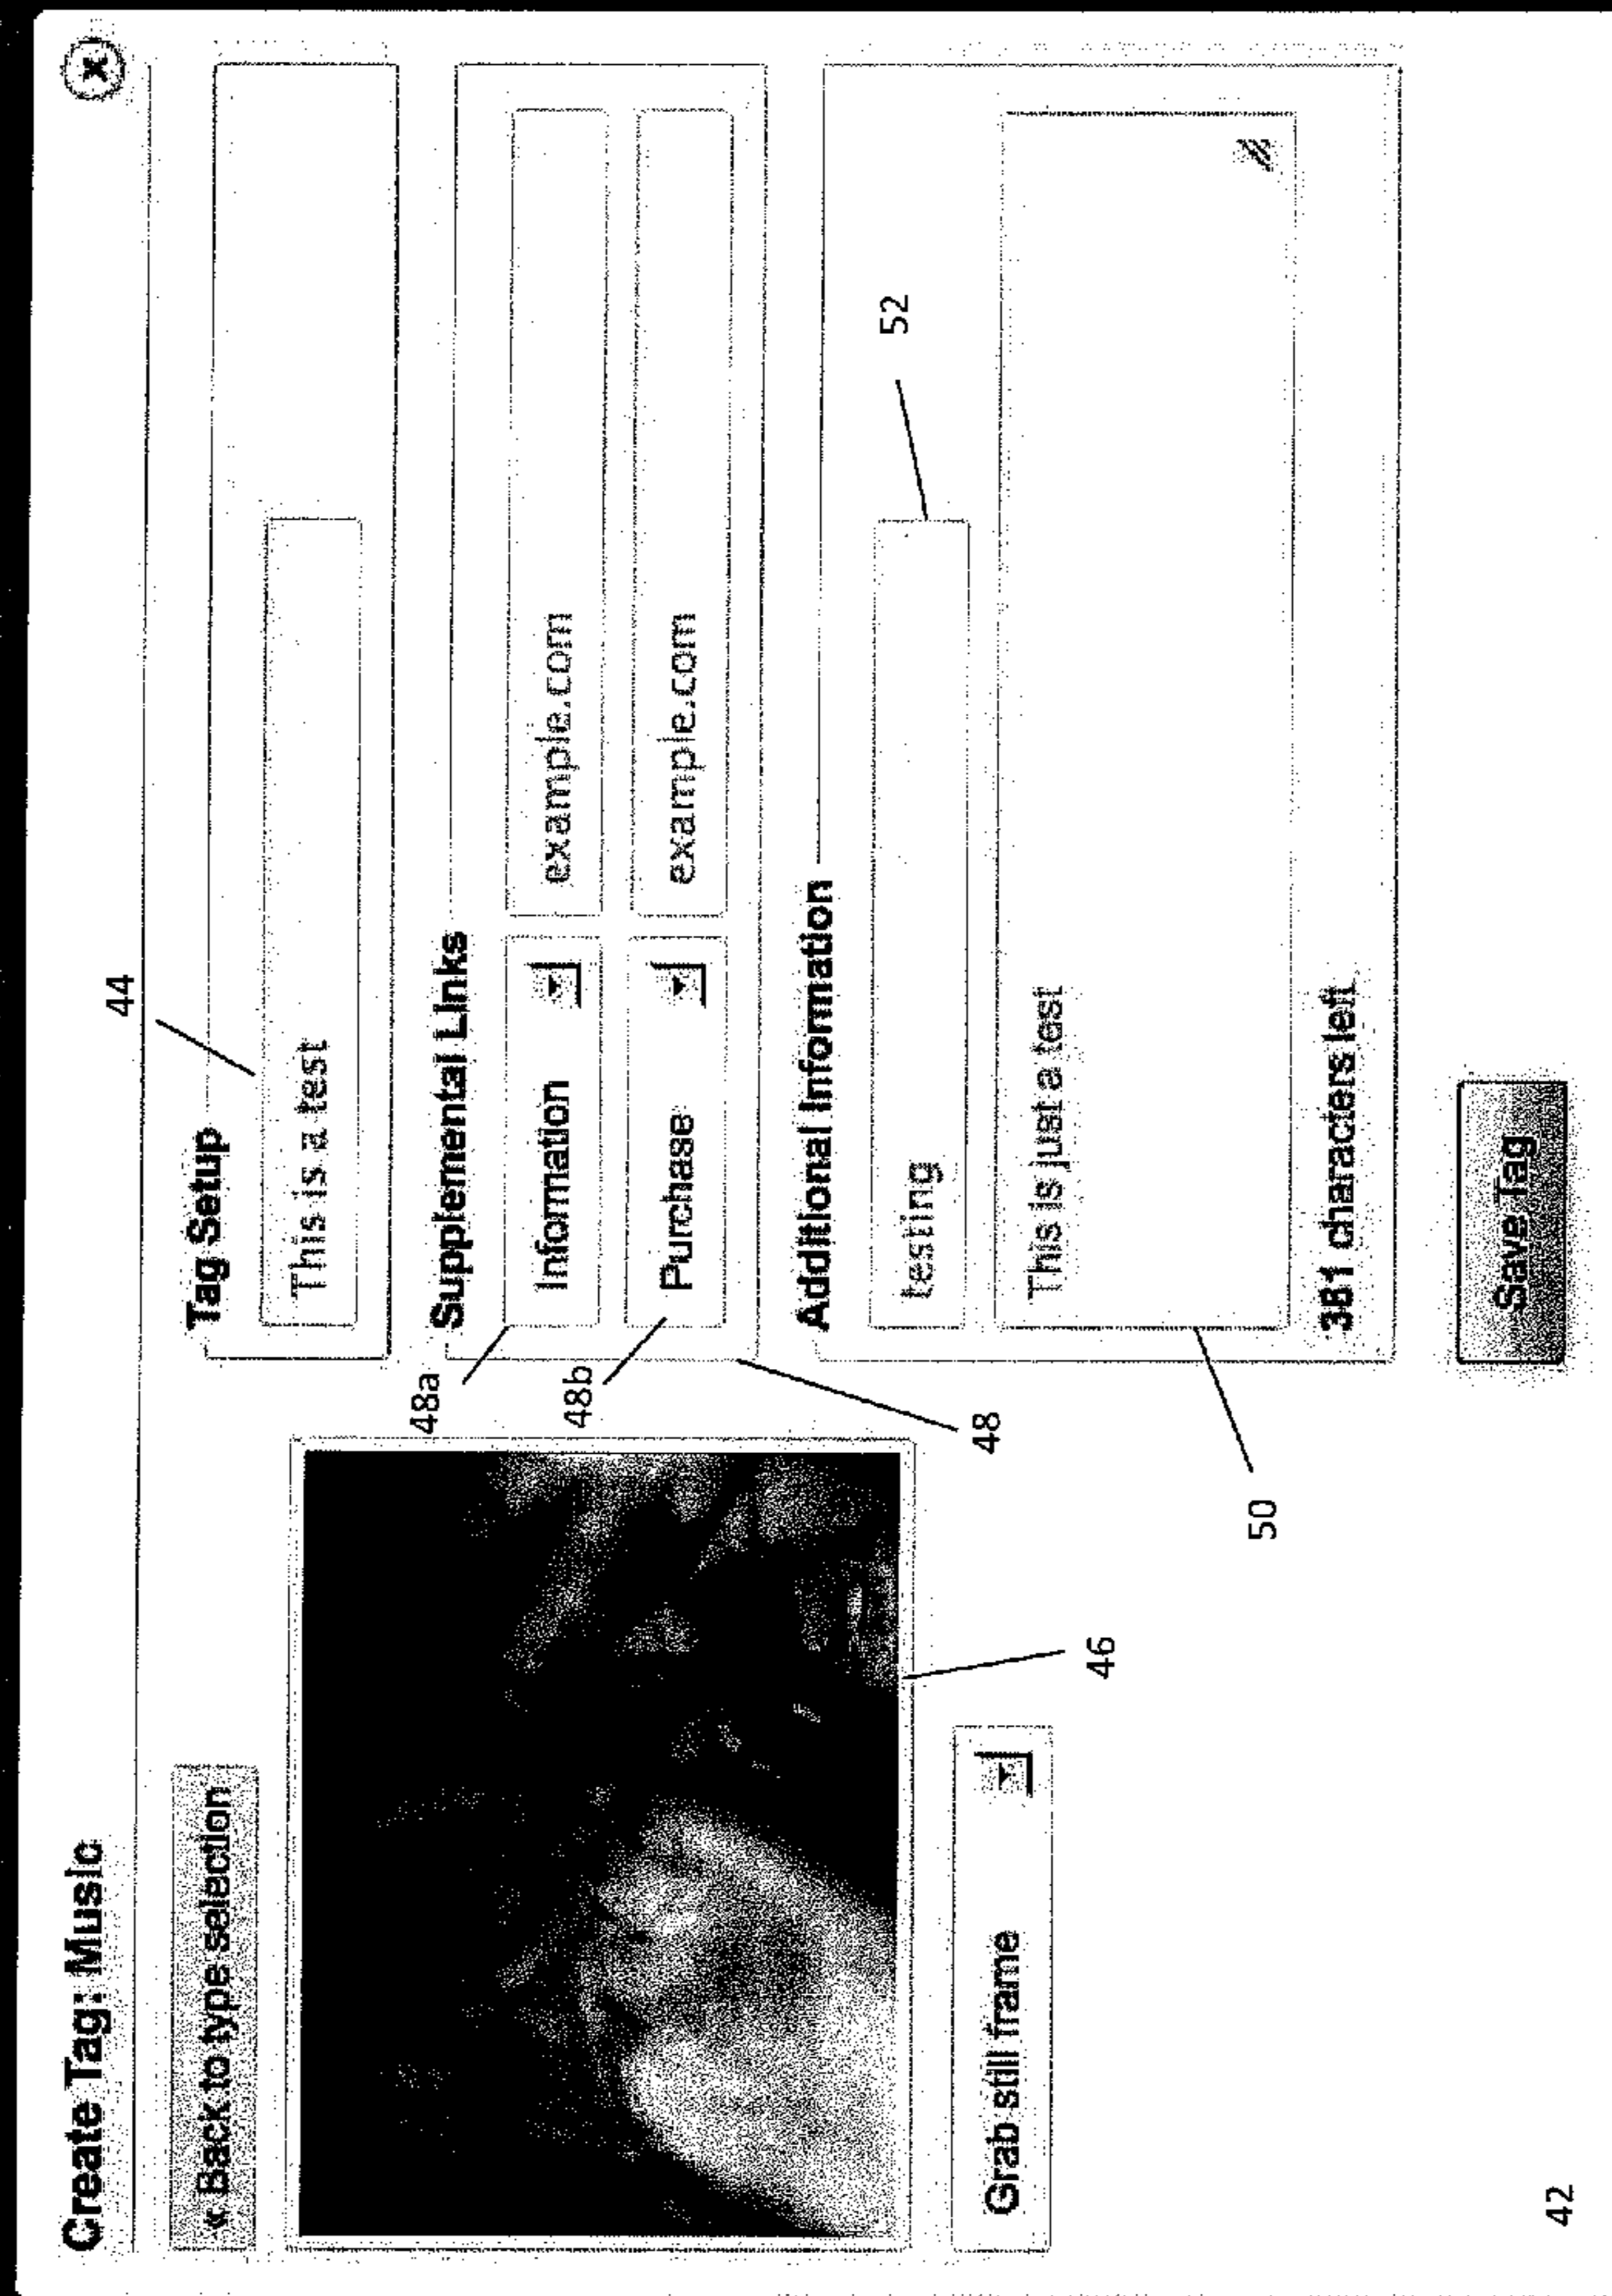 Create Tag: Music
x
« Back to type selection
44
Tag Setup
This is a test
48a
48b
48
Supplemental Links
Information
example.com
Purchase
example.com
46
Grab still frame
Additional Information
52
testing
50
This is just a test
381 characters left
Save Tag
42